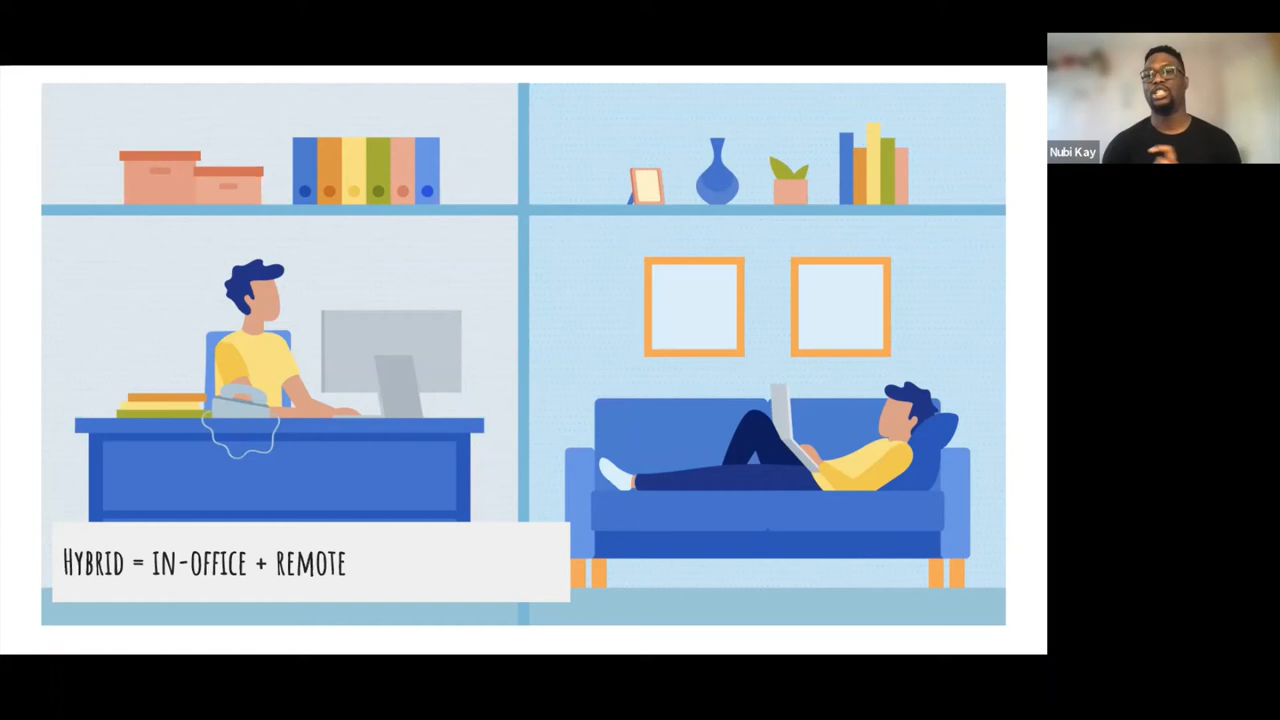 Nubi Kay
HYBRID = IN-OFFICE + REMOTE